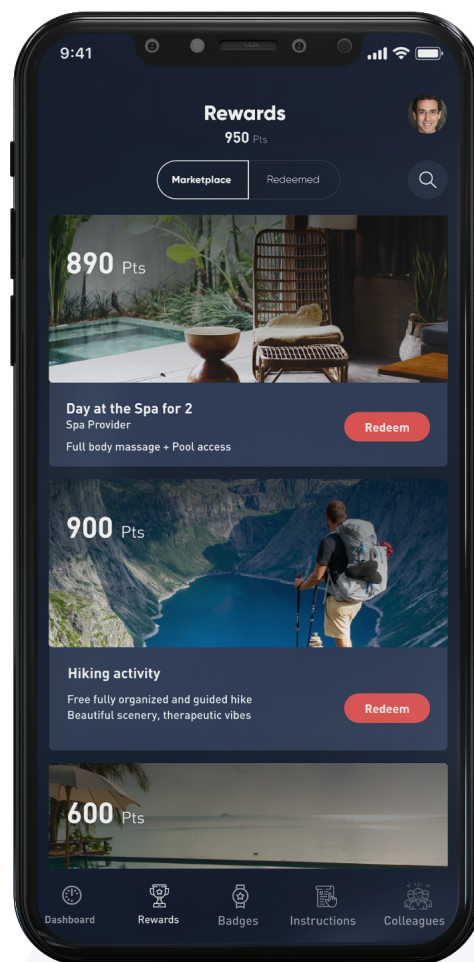 9:41
Rewards
950 Pts
Marketplace Redeemed
890 Pts
Day at the Spa for 2
Spa Provider
Full body massage + Pool access
Redeem
900 Pts
Hiking activity
Free fully organized and guided hike
Beautiful scenery, therapeutic vibes
Redeem
600 Pts
Dashboard Rewards Badges Instructions Colleagues